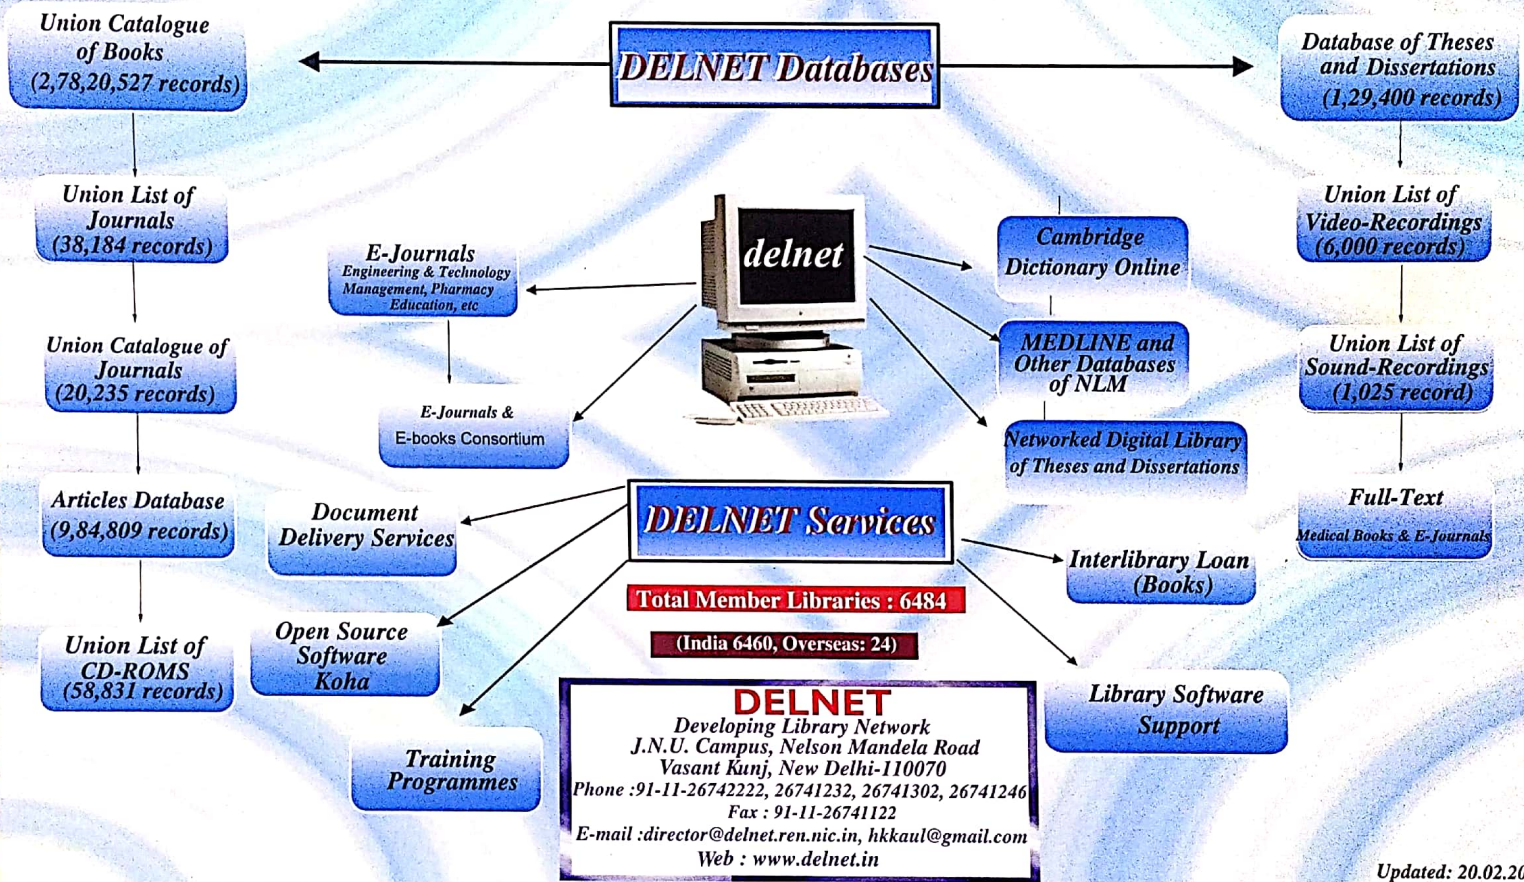 Union Catalogue
of Books
(2,78,20,527 records)
DELNET Databases
Database of Theses
and Dissertations
(1,29,400 records)
Union List of
Journals
(38,184 records)
Union List of
Video-Recordings
(6,000 records)
E-Journals
Engineering & Technology
Management, Pharmacy
Education, etc
delnet
Cambridge
Dictionary Online
Union Catalogue of
Journals
(20,235 records)
MEDLINE and
Other Databases
of NLM
Union List of
Sound-Recordings
(1,025 record)
E-Journals &
E-books Consortium
Networked Digital Library
of Theses and Dissertations
Articles Database
(9,84,809 records)
Document
Delivery Services
DELNET Services
Full-Text
Medical Books & E-Journals
Interlibrary Loan
(Books)
Total Member Libraries : 6484
(India 6460, Overseas: 24)
Union List of
CD-ROMS
(58,831 records)
Open Source
Software
Koha
Library Software
Support
Training
Programmes
DELNET
Developing Library Network
J.N.U. Campus, Nelson Mandela Road
Vasant Kunj, New Delhi-110070
Phone :91-11-26742222, 26741232, 26741302, 26741246
Fax : 91-11-26741122
E-mail :director@delnet.ren.nic.in, hkkaul@gmail.com
Web : www.delnet.in
Updated: 20.02.20